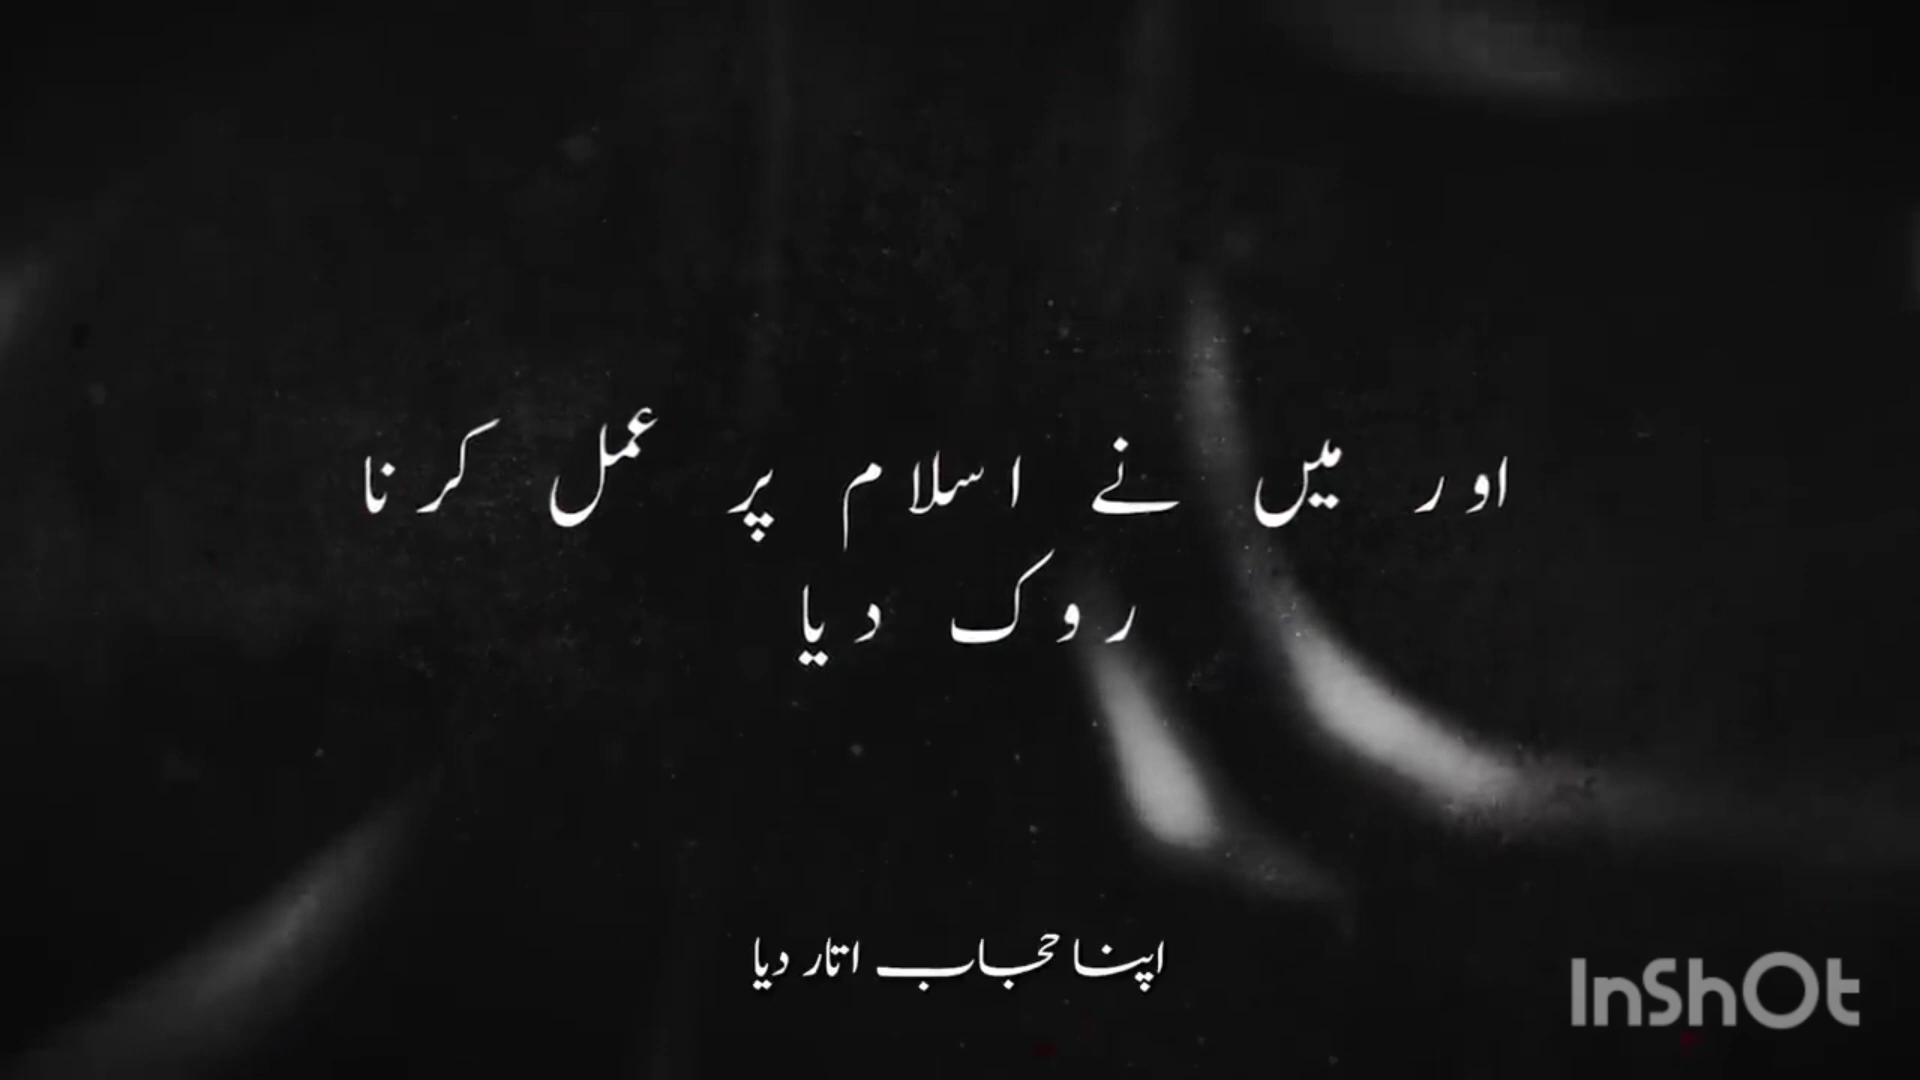 اور میں نے اسلام پر عمل کرنا
روک دیا
اپنا حجاب اتار دیا
InShOt